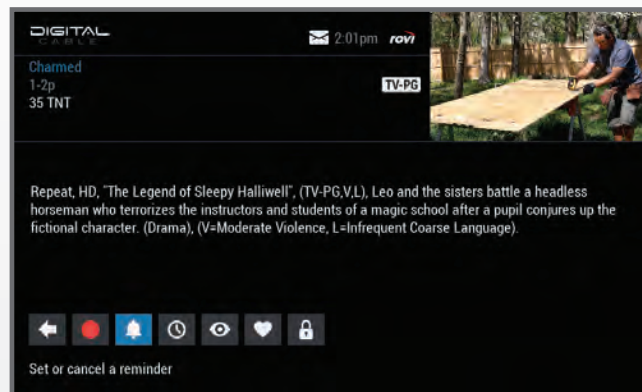 DIGITAL
CABLE
2:01pm rovi
Charmed
1-2p
TV-PG
35 TNT
Repeat, HD, "The Legend of Sleepy Halliwell", (TV-PG,V,L), Leo and the sisters battle a headless
horseman who terrorizes the instructors and students of a magic school after a pupil conjures up the
fictional character. (Drama), (V=Moderate Violence, L=Infrequent Coarse Language).
Set or cancel a reminder